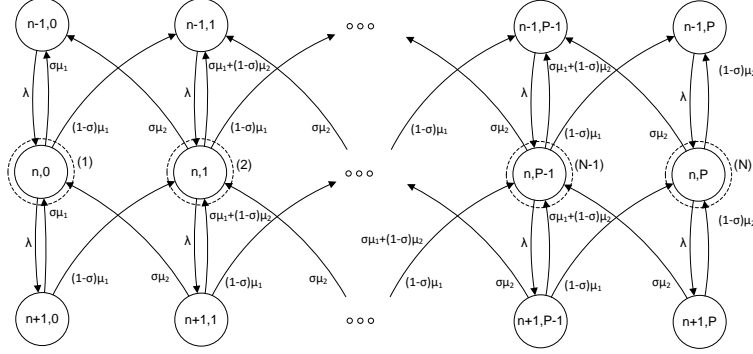 n-1,0
n-1,1
n-1,P-1
n-1,P
λ
σμ₁
λ
σμ₁+(1-σ)μ₂
λ
σμ₁+(1-σ)μ₂
λ
(1-σ)μ₂
(1-σ)μ₁
σμ₂
(1-σ)μ₁
σμ₂
(1-σ)μ₁
σμ₂
(1-σ)μ₁
σμ₂
n,0
(1)
n,1
(2)
n,P-1
(N-1)
n,P
(N)
λ
σμ₁
λ
σμ₁+(1-σ)μ₂
σμ₁+(1-σ)μ₂
λ
σμ₁+(1-σ)μ₂
λ
(1-σ)μ₂
(1-σ)μ₁
σμ₂
(1-σ)μ₁
σμ₂
(1-σ)μ₁
σμ₂
(1-σ)μ₁
σμ₂
n+1,0
n+1,1
n+1,P-1
n+1,P